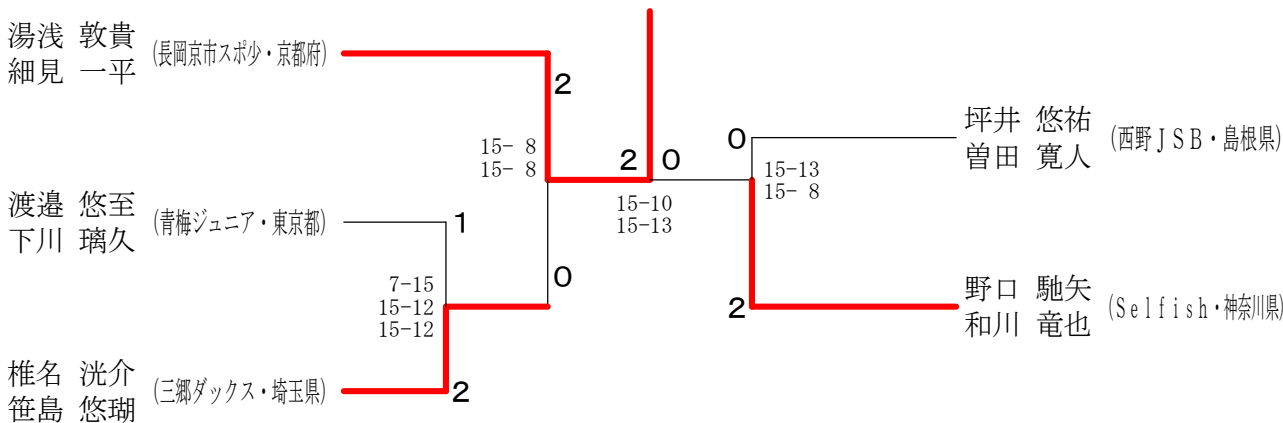 湯浅 敦貴
細見 一平
(長岡京市スポ少・京都府)
2
15- 8
15- 8
渡邉 悠至
下川 璃久
(青梅ジュニア・東京都)
1
7-15
15-12
15-12
0
椎名 洸介
笹島 悠瑚
(三郷ダックス・埼玉県)
2
2 0
15-10
15-13
0
15-13
15- 8
坪井 悠祐
曽田 寛人
(西野ＪＳＢ・島根県)
2
野口 馳矢
和川 竜也
(Ｓｅｌｆｉｓｈ・神奈川県)